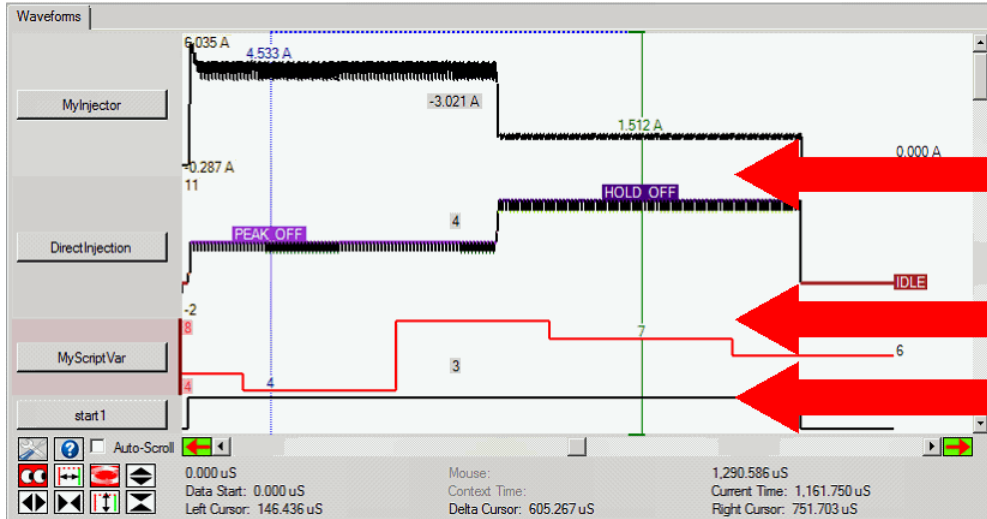 Waveforms
6.035 A
4.533 A
MyInjector
-3.021 A
1.512 A
0.000 A
-0.287 A
11
HOLD_OFF
4
PEAK_OFF
DirectInjection
IDLE
-2
8
7
MyScriptVar
3
6
4
4
start1
Auto-Scroll
0.000 uS
Mouse:
1,290.586 uS
Data Start: 0.000 uS
Context Time:
Current Time: 1,161.750 uS
Left Cursor: 146.436 uS
Delta Cursor: 605.267 uS
Right Cursor: 751.703 uS